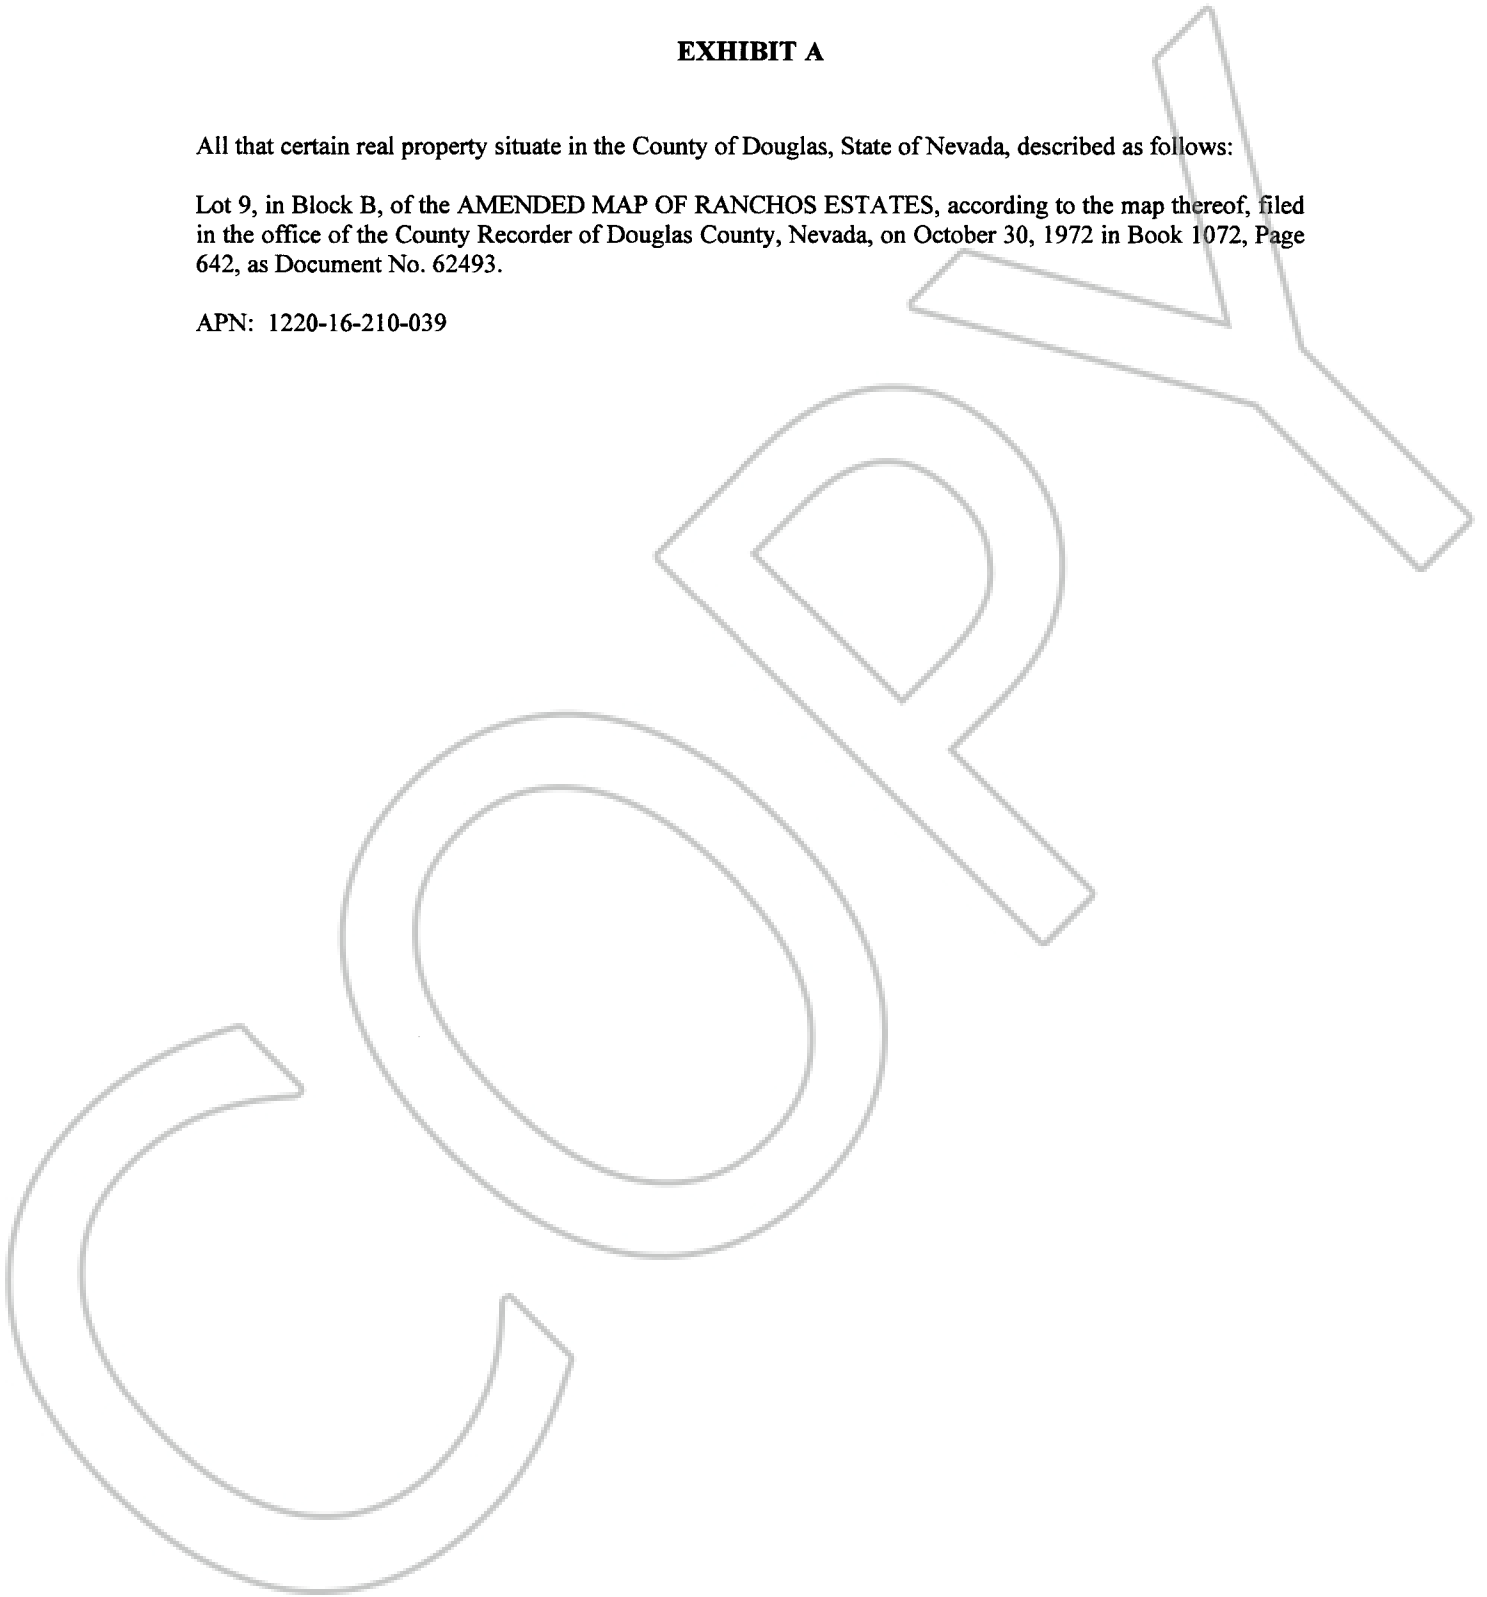 EXHIBIT A
All that certain real property situate in the County of Douglas, State of Nevada, described as follows:
Lot 9, in Block B, of the AMENDED MAP OF RANCHOS ESTATES, according to the map thereof, filed
in the office of the County Recorder of Douglas County, Nevada, on October 30, 1972 in Book 1072, Page
642, as Document No. 62493.
APN: 1220-16-210-039
COPY